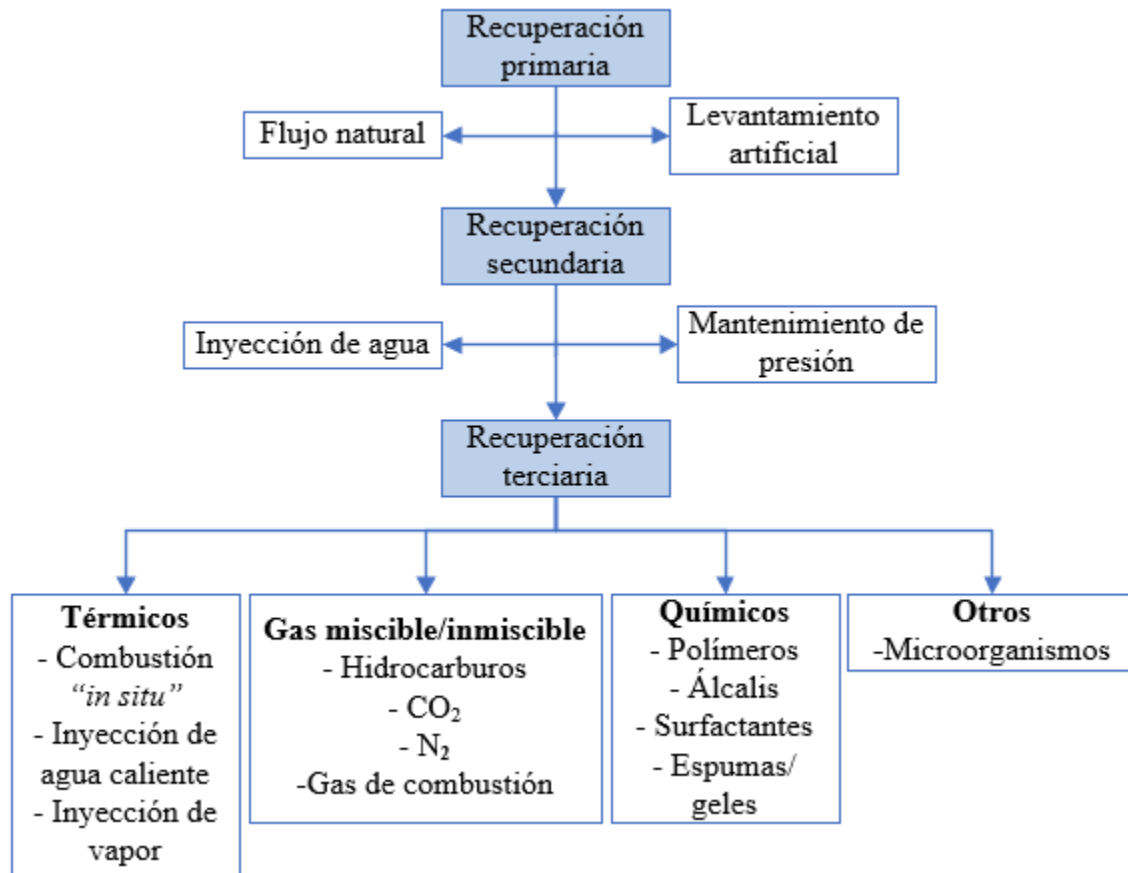 Recuperación
primaria
Flujo natural
Levantamiento
artificial
Recuperación
secundaria
Inyección de agua
Mantenimiento de
presión
Recuperación
terciaria
Térmicos
- Combustión
“in situ”
- Inyección de
agua caliente
- Inyección de
vapor
Gas miscible/inmiscible
- Hidrocarburos
- CO₂
- N₂
-Gas de combustión
Químicos
- Polímeros
- Álcalis
- Surfactantes
- Espumas/
geles
Otros
-Microorganismos